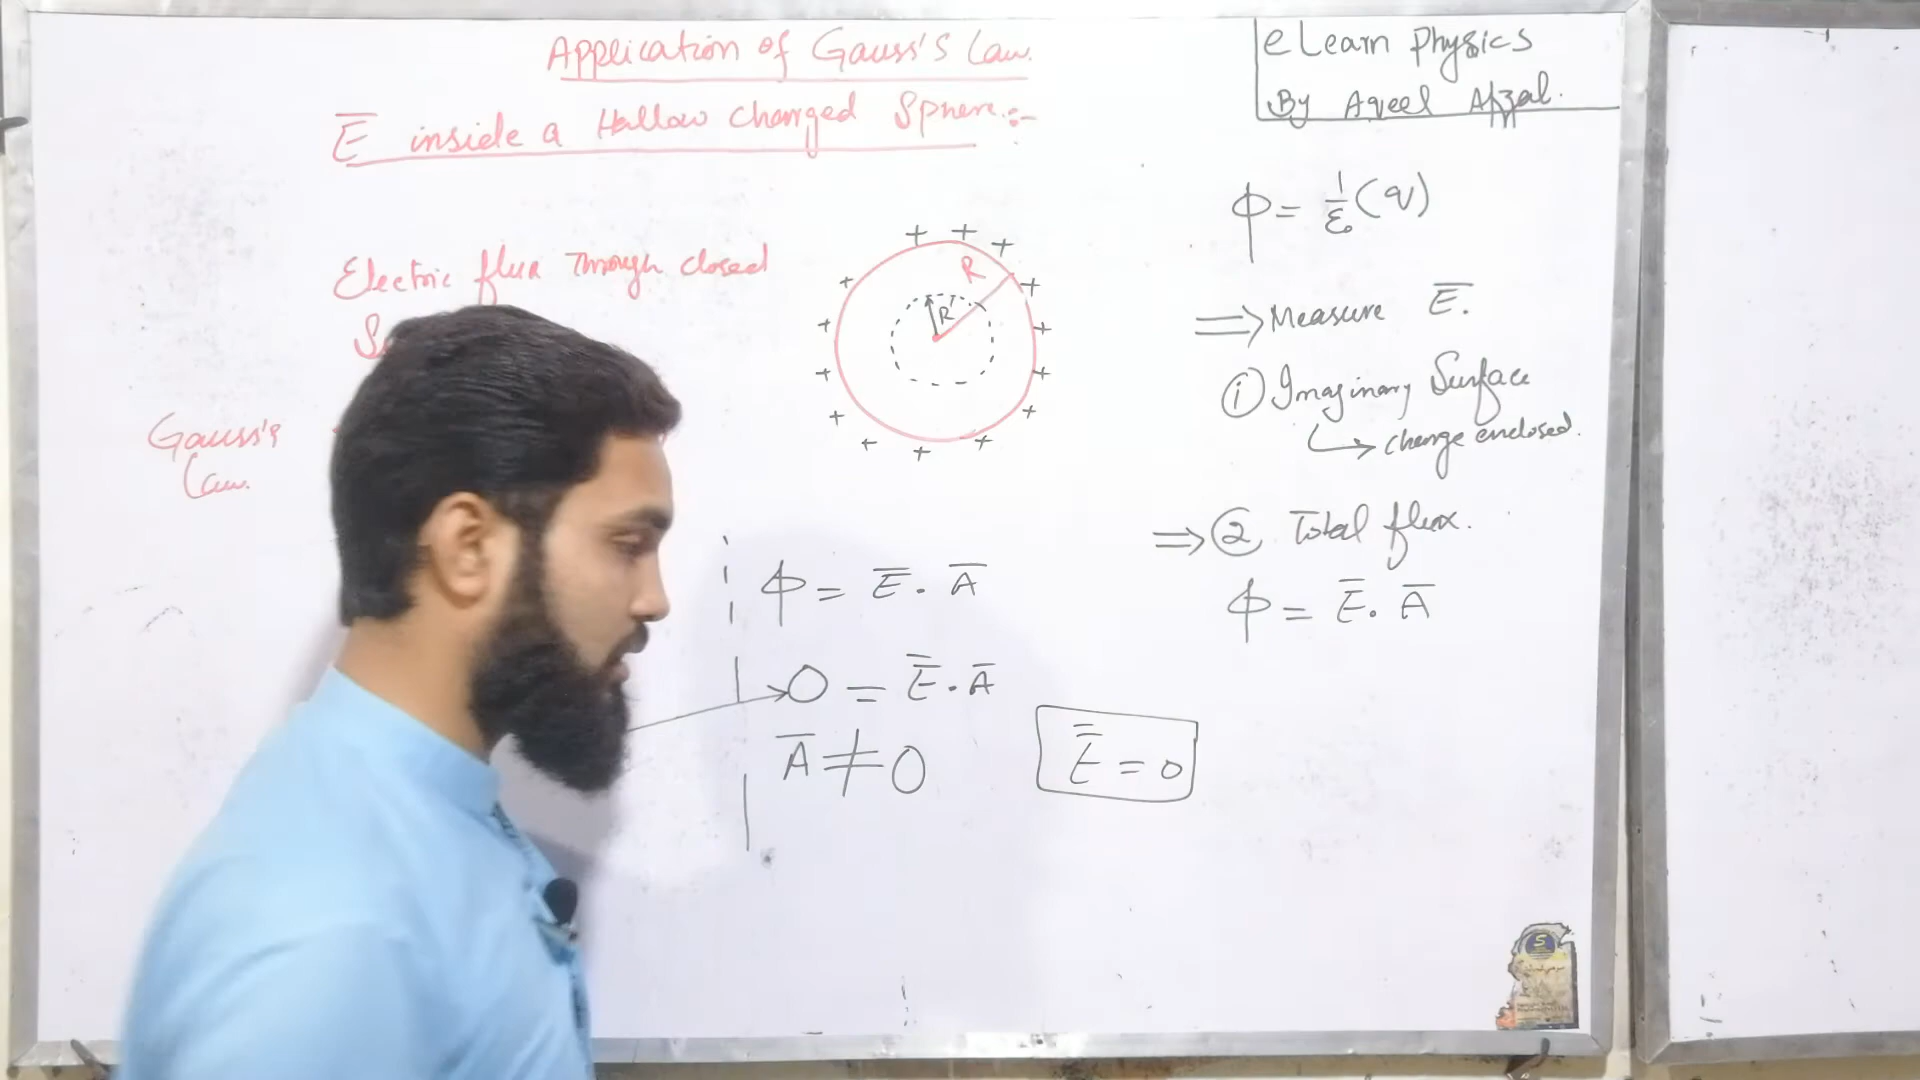 Application of Gauss's Law.
E̅ inside a Hollow charged Sphere:-
eLearn Physics
By Aqeel Afzal.
Electric flux Through closed
Gauss's
Law.
+ + + + + + + + + + + + + + +
R
R'
ϕ = E̅ . A̅
0 = E̅ . A̅
A̅ ≠ 0
E̅ = 0
ϕ = 1/ε₀ (q)
⇒ Measure E̅.
① Imaginary Surface
↳ charge enclosed.
⇒ ② Total flux.
ϕ = E̅ . A̅